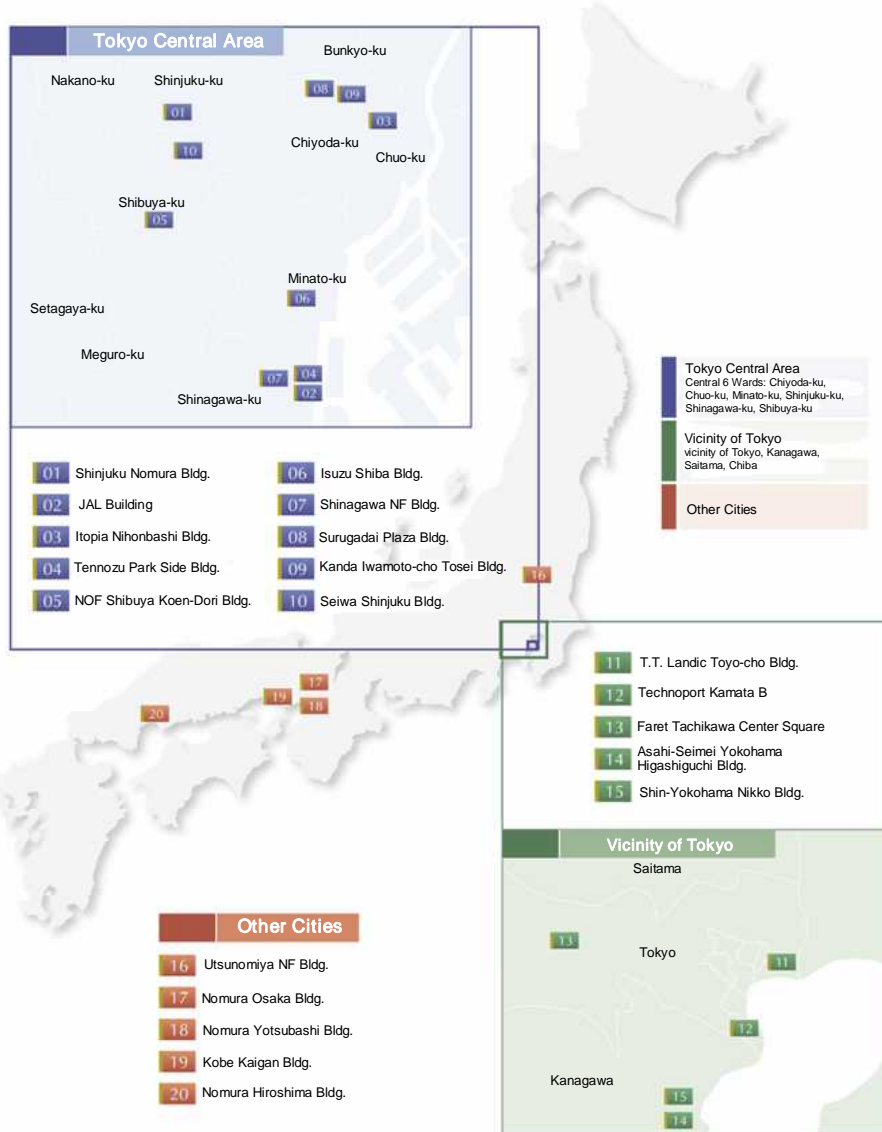 Tokyo Central Area
Bunkyo-ku
Nakano-ku
Shinjuku-ku
08
09
01
03
Chiyoda-ku
10
Chuo-ku
Shibuya-ku
05
Minato-ku
06
Setagaya-ku
Meguro-ku
07
04
Shinagawa-ku
02
Tokyo Central Area
Central 6 Wards: Chiyoda-ku,
Chuo-ku, Minato-ku, Shinjuku-ku,
Shinagawa-ku, Shibuya-ku
Vicinity of Tokyo
vicinity of Tokyo, Kanagawa,
Saitama, Chiba
Other Cities
01 Shinjuku Nomura Bldg.
02 JAL Building
03 Itopia Nihonbashi Bldg.
04 Tennozu Park Side Bldg.
05 NOF Shibuya Koen-Dori Bldg.
06 Isuzu Shiba Bldg.
07 Shinagawa NF Bldg.
08 Surugadai Plaza Bldg.
09 Kanda Iwamoto-cho Tosei Bldg.
10 Seiwa Shinjuku Bldg.
16
17
19
18
20
11 T.T. Landic Toyo-cho Bldg.
12 Technoport Kamata B
13 Faret Tachikawa Center Square
14 Asahi-Seimei Yokohama
Higashiguchi Bldg.
15 Shin-Yokohama Nikko Bldg.
Vicinity of Tokyo
Saitama
13
Tokyo
11
12
Kanagawa
15
14
Other Cities
16 Utsunomiya NF Bldg.
17 Nomura Osaka Bldg.
18 Nomura Yotsubashi Bldg.
19 Kobe Kaigan Bldg.
20 Nomura Hiroshima Bldg.